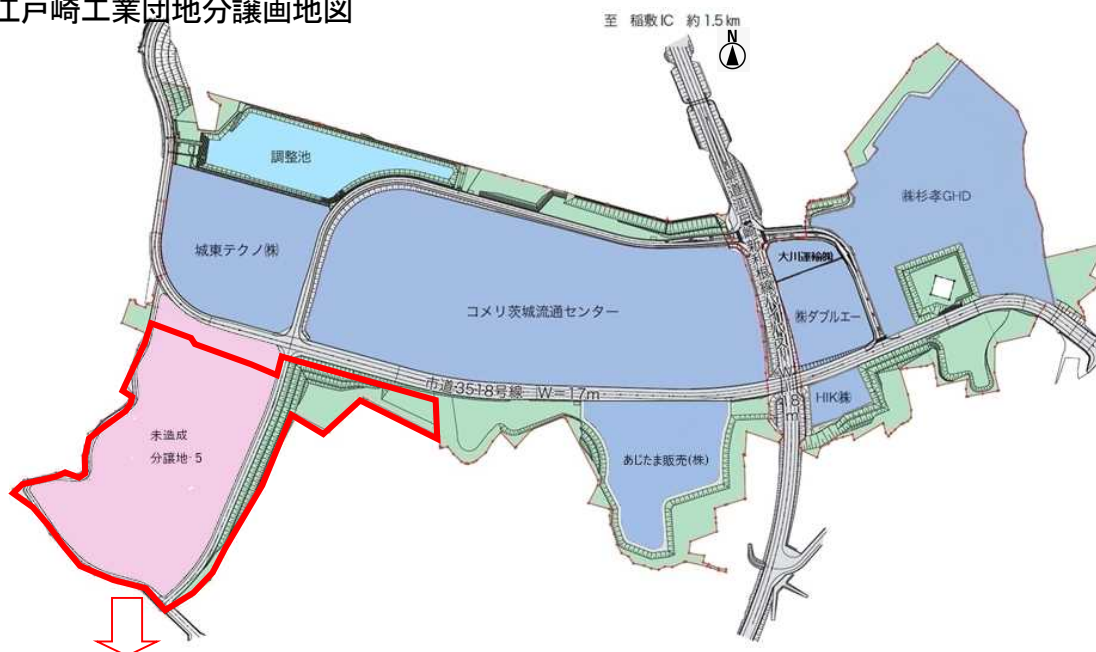 江戸崎工業団地分譲画地図
至 稲敷IC 約1.5㎞
N
調整池
㈱杉孝GHD
城東テクノ㈱
大川運輸㈱
コメリ茨城流通センター
㈱ダブルエー
市道3518号線 W=17m
HIK㈱
未造成
分譲地-5
あじたま販売(株)